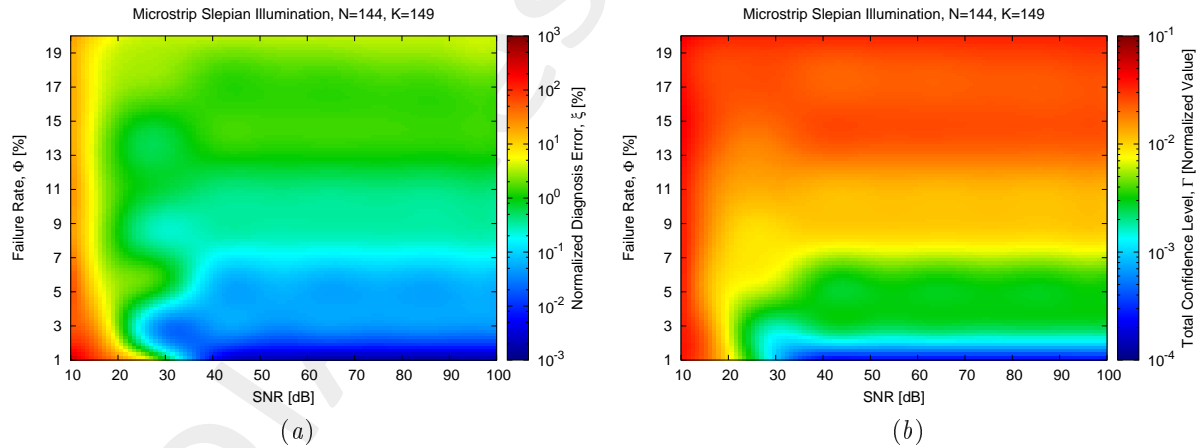 Microstrip Slepian Illumination, N=144, K=149
19
17
15
13
11
9
7
5
3
1
Failure Rate, Φ [%]
10 20 30 40 50 60 70 80 90 100
SNR [dB]
10^3
10^2
10^1
10^0
10^-1
10^-2
10^-3
Normalized Diagnosis Error, ξ [%]
(a)
Microstrip Slepian Illumination, N=144, K=149
19
17
15
13
11
9
7
5
3
1
Failure Rate, Φ [%]
10 20 30 40 50 60 70 80 90 100
SNR [dB]
10^-1
10^-2
10^-3
10^-4
Total Confidence Level, Γ [Normalized Value]
(b)